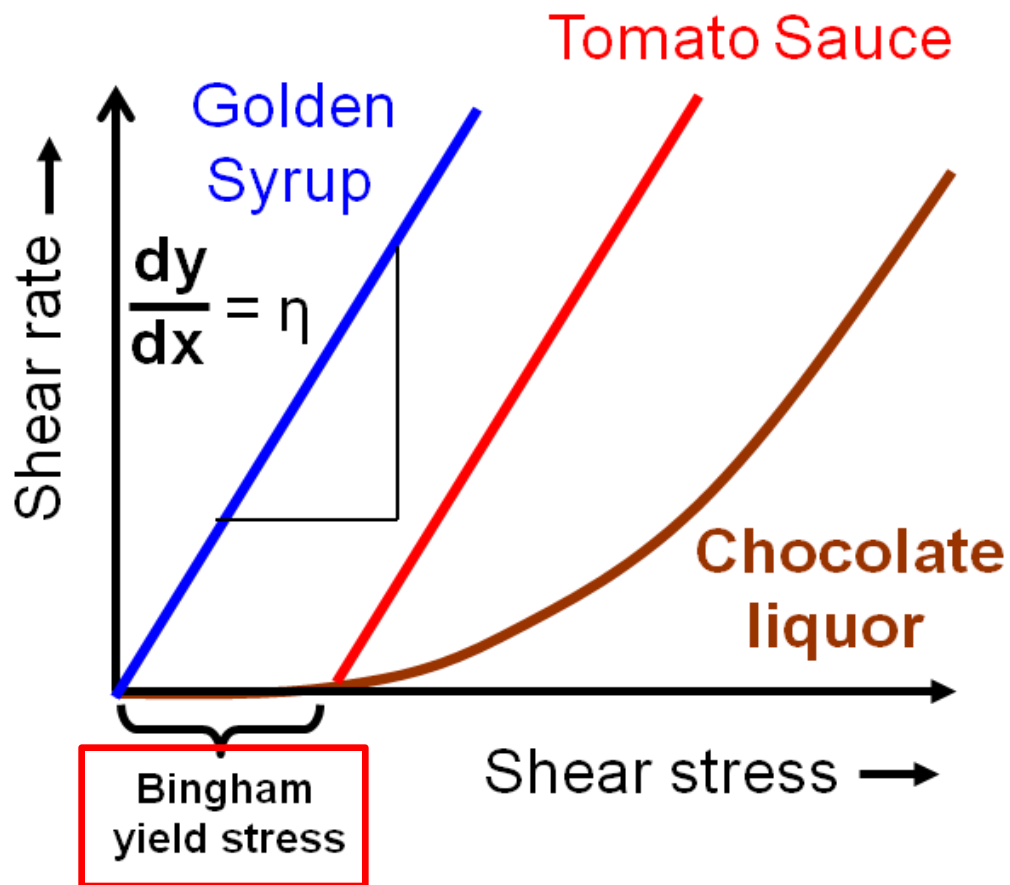 Tomato Sauce
Golden
Syrup
Shear rate →
dy
dx
= η
Chocolate
liquor
Shear stress →
Bingham
yield stress